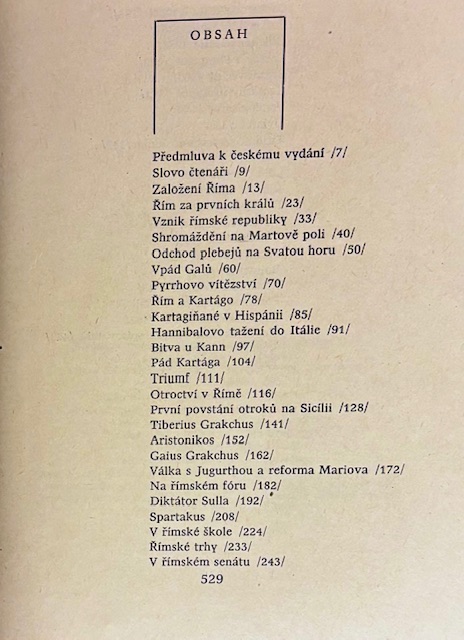 OBSAH
Předmluva k českému vydání /7/
Slovo čtenáři /9/
Založení Říma /13/
Řím za prvních králů /23/
Vznik římské republiky /33/
Shromáždění na Martově poli /40/
Odchod plebejů na Svatou horu /50/
Vpád Galů /60/
Pyrrhovo vítězství /70/
Řím a Kartágo /78/
Kartagiňané v Hispánii /85/
Hannibalovo tažení do Itálie /91/
Bitva u Kann /97/
Pád Kartága /104/
Triumf /111/
Otroctví v Římě /116/
První povstání otroků na Sicílii /128/
Tiberius Grakchus /141/
Aristonikos /152/
Gaius Grakchus /162/
Válka s Jugurthou a reforma Mariova /172/
Na římském fóru /182/
Diktátor Sulla /192/
Spartakus /208/
V římské škole /224/
Římské trhy /233/
V římském senátu /243/
529